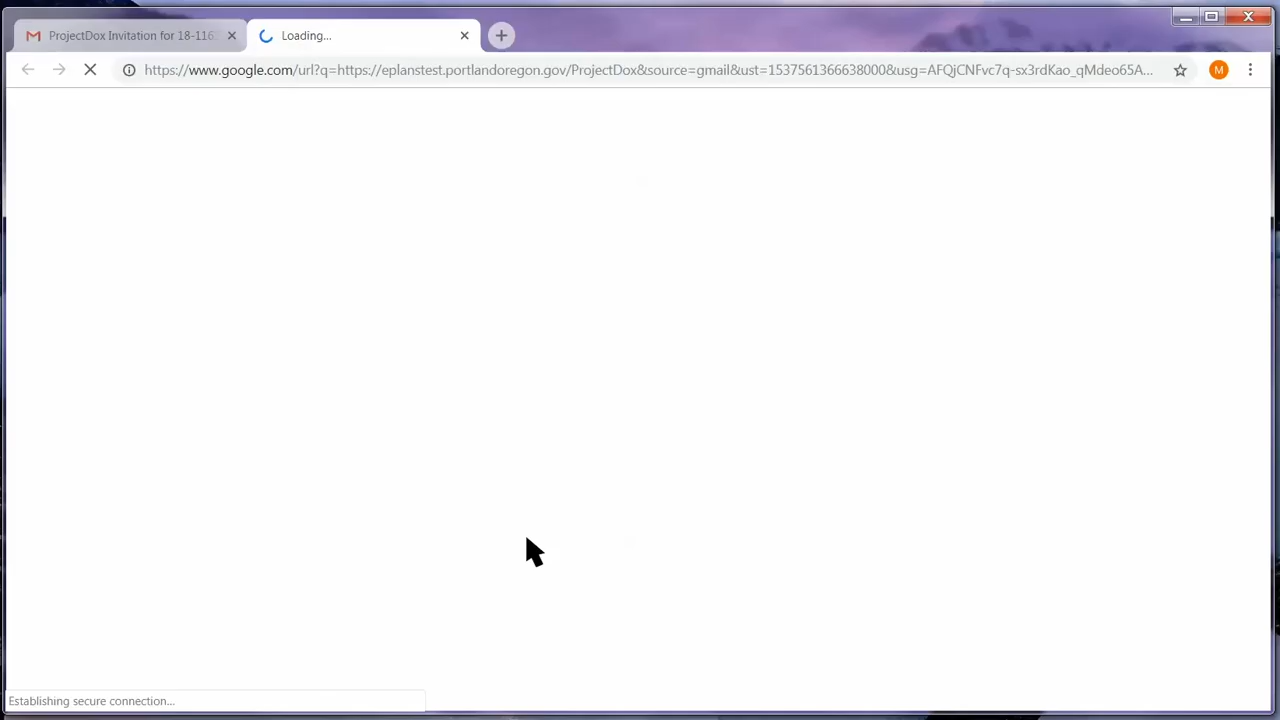 ProjectDox Invitation for 18-116
Loading...
https://www.google.com/url?q=https://eplanstest.portlandoregon.gov/ProjectDox&source=gmail&ust=1537561366638000&usg=AFQjCNFvc7q-sx3rdKao_qMdeo65A...
M
Establishing secure connection...